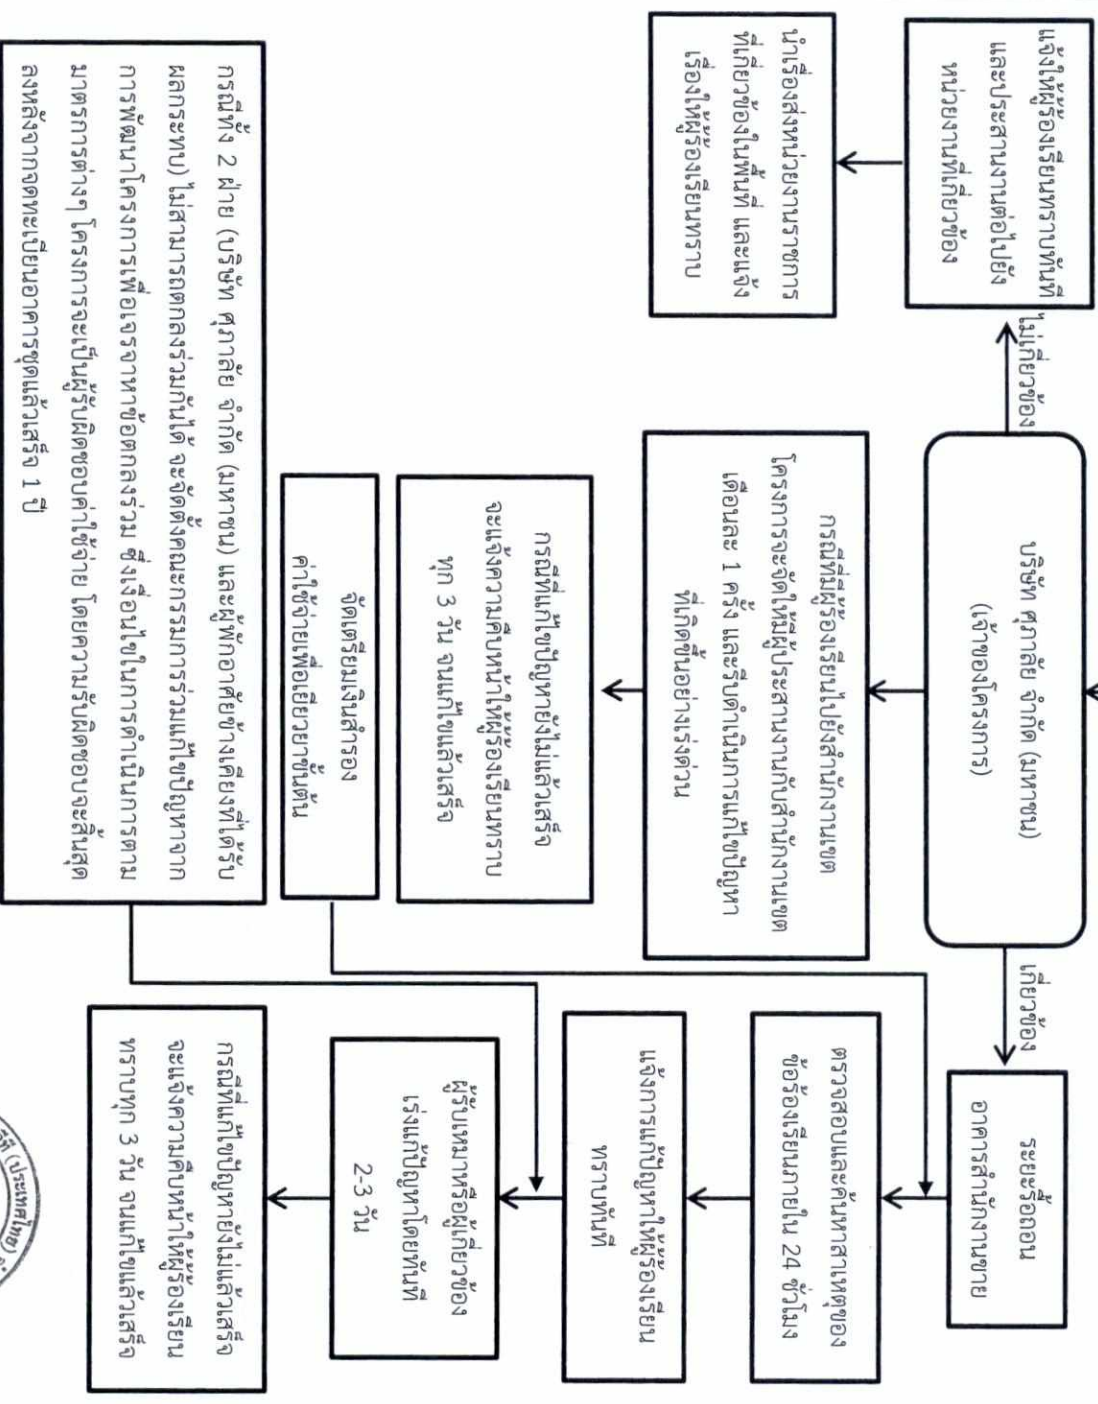 บริษัท ศุภาลัย จำกัด (มหาชน)
(เจ้าของโครงการ)
ไม่เกี่ยวข้อง
เกี่ยวข้อง
แจ้งให้ผู้ร้องเรียนทราบทันที
และประสานงานต่อไปยัง
หน่วยงานที่เกี่ยวข้อง
นำเรื่องส่งหน่วยงานราชการ
ที่เกี่ยวข้องในพื้นที่ และแจ้ง
เรื่องให้ผู้ร้องเรียนทราบ
กรณีที่มีผู้ร้องเรียนไปยังสำนักงานเขต
โครงการจะจัดให้มีผู้ประสานงานกับสำนักงานเขต
เดือนละ 1 ครั้ง และรีบดำเนินการแก้ไขปัญหา
ที่เกิดขึ้นอย่างเร่งด่วน
กรณีที่แก้ไขปัญหายังไม่แล้วเสร็จ
จะแจ้งความคืบหน้าให้ผู้ร้องเรียนทราบ
ทุก 3 วัน จนแก้ไขแล้วเสร็จ
จัดเตรียมเงินสำรอง
ค่าใช้จ่ายเพื่อเยียวยาขั้นต้น
กรณีทั้ง 2 ฝ่าย (บริษัท ศุภาลัย จำกัด (มหาชน) และผู้พักอาศัยข้างเคียงที่ได้รับ
ผลกระทบ) ไม่สามารถตกลงร่วมกันได้ จะจัดตั้งคณะกรรมการร่วมแก้ไขปัญหาจาก
การพัฒนาโครงการเพื่อเจรจาหาข้อตกลงร่วม ซึ่งเงื่อนไขในการดำเนินการตาม
มาตรการต่างๆ โครงการจะเป็นผู้รับผิดชอบค่าใช้จ่าย โดยความรับผิดชอบจะสิ้นสุด
ลงหลังจากจดทะเบียนอาคารชุดแล้วเสร็จ 1 ปี
ระยะรื้อถอน
อาคารสำนักงานขาย
ตรวจสอบและค้นหาสาเหตุของ
ข้อร้องเรียนภายใน 24 ชั่วโมง
แจ้งการแก้ปัญหาให้ผู้ร้องเรียน
ทราบทันที
ผู้รับเหมาหรือผู้เกี่ยวข้อง
เร่งแก้ปัญหาโดยทันที
2-3 วัน
กรณีที่แก้ไขปัญหายังไม่แล้วเสร็จ
จะแจ้งความคืบหน้าให้ผู้ร้องเรียน
ทราบทุก 3 วัน จนแก้ไขแล้วเสร็จ
(ประเทศไทย)